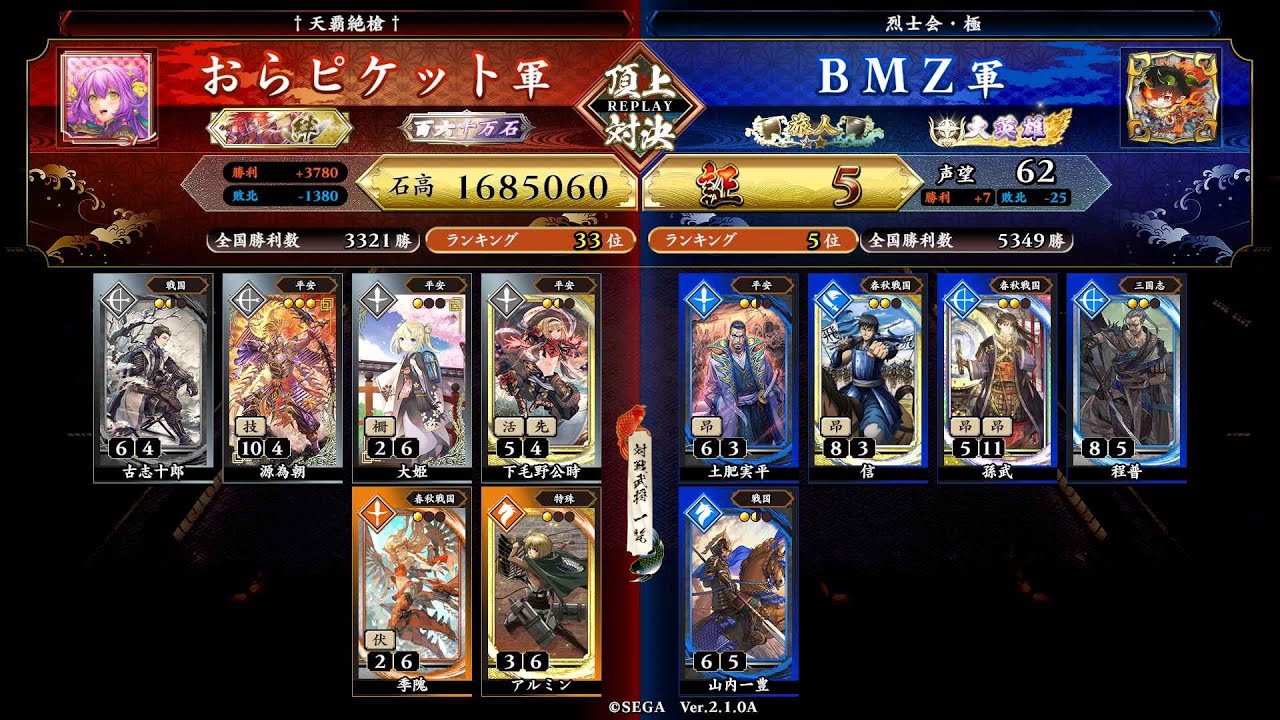 †天覇絶槍†
烈士会・極
おらピケット軍
頂上
REPLAY
対決
BMZ軍
絆
百六十万石
旅人
大英雄
勝利 +3780
敗北 -1380
石高 1685060
証 5
声望 62
勝利 +7 敗北 -25
全国勝利数 3321勝
ランキング 33位
ランキング 5位
全国勝利数 5349勝
戦国 平安 平安 平安
平安 春秋戦国 春秋戦国 三国志
技 柵 活 先
昂 昂 昂 昂
6 4 10 4 2 6 5 4
6 3 8 3 5 11 8 5
古志十郎 源為朝 大姫 下毛野公時
土肥実平 信 孫武 程普
対戦武将一覧
春秋戦国 特殊
戦国
伏
2 6 3 6
6 5
季隗 アルミン
山内一豊
©SEGA Ver.2.1.0A